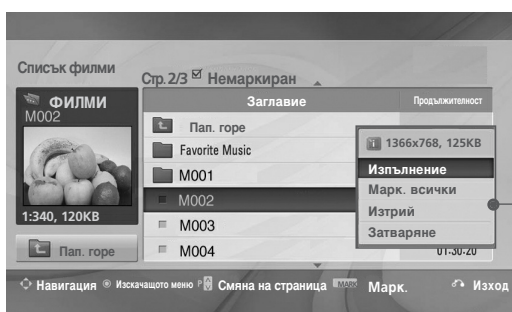 Списък филми
Стр. 2/3 Немаркиран
ФИЛМИ
M002
1:340, 120KB
Пап. горе
Заглавие
Продължителност
Пап. горе
Favorite Music
M001
M002
M003
M004
01-30-20
1366x768, 125KB
Изпълнение
Марк. всички
Изтрий
Затваряне
Навигация Изскачащото меню P Смяна на страница MARK Марк. Изход